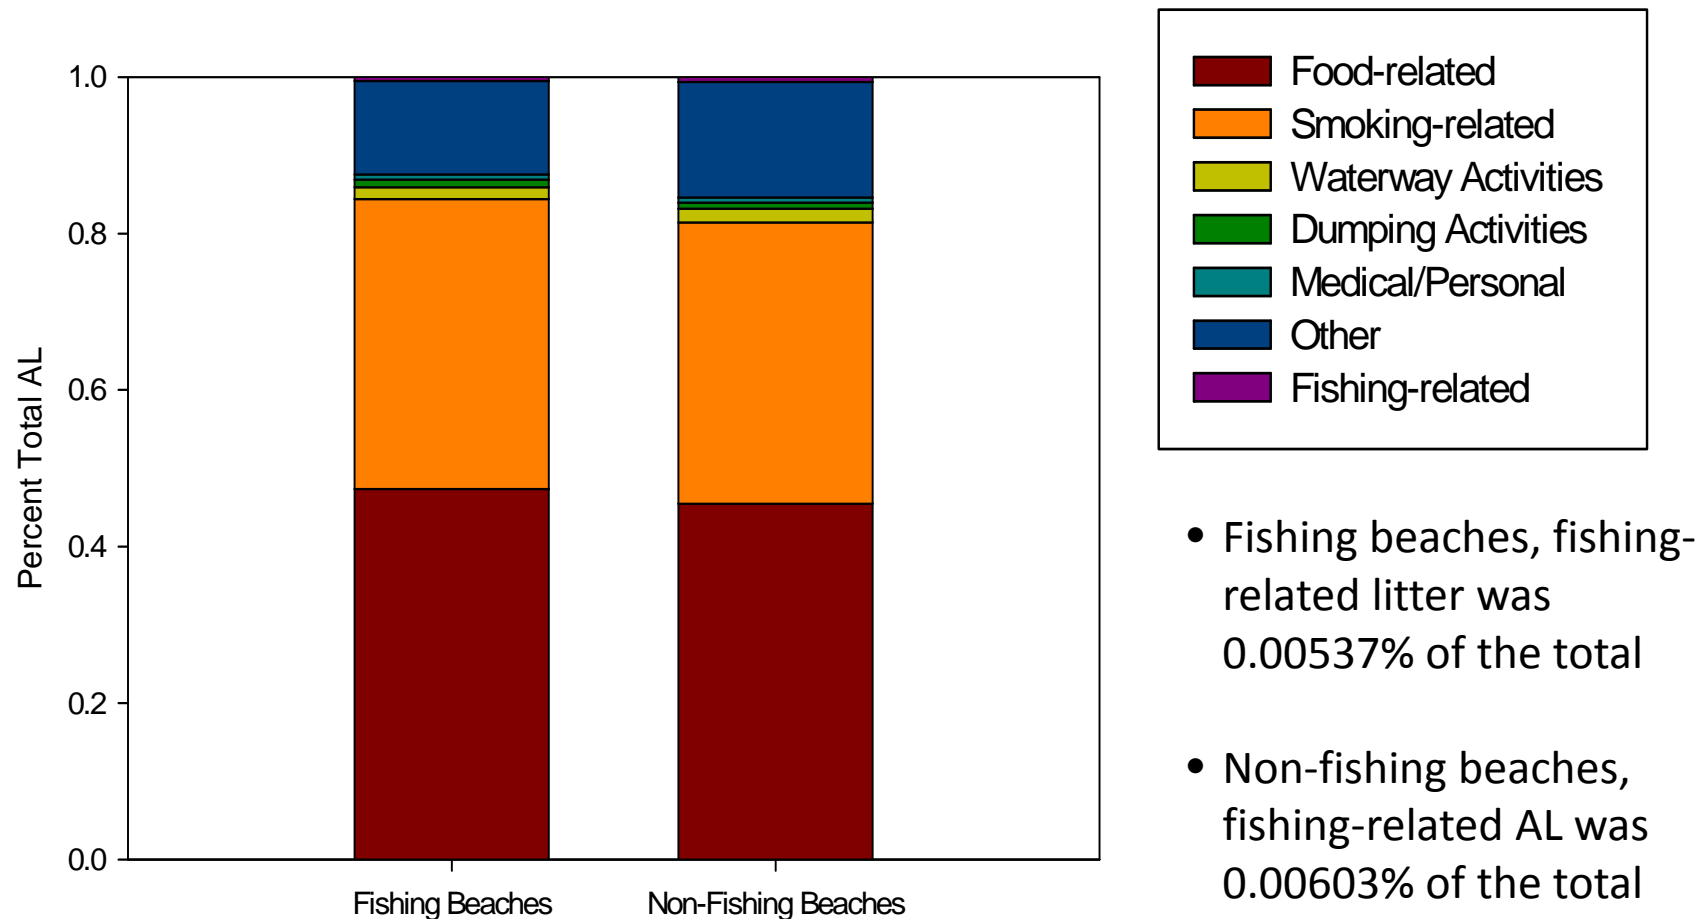 Percent Total AL
1.0
0.8
0.6
0.4
0.2
0.0
Fishing Beaches
Non-Fishing Beaches
Food-related
Smoking-related
Waterway Activities
Dumping Activities
Medical/Personal
Other
Fishing-related
• Fishing beaches, fishing-
related litter was
0.00537% of the total
• Non-fishing beaches,
fishing-related AL was
0.00603% of the total